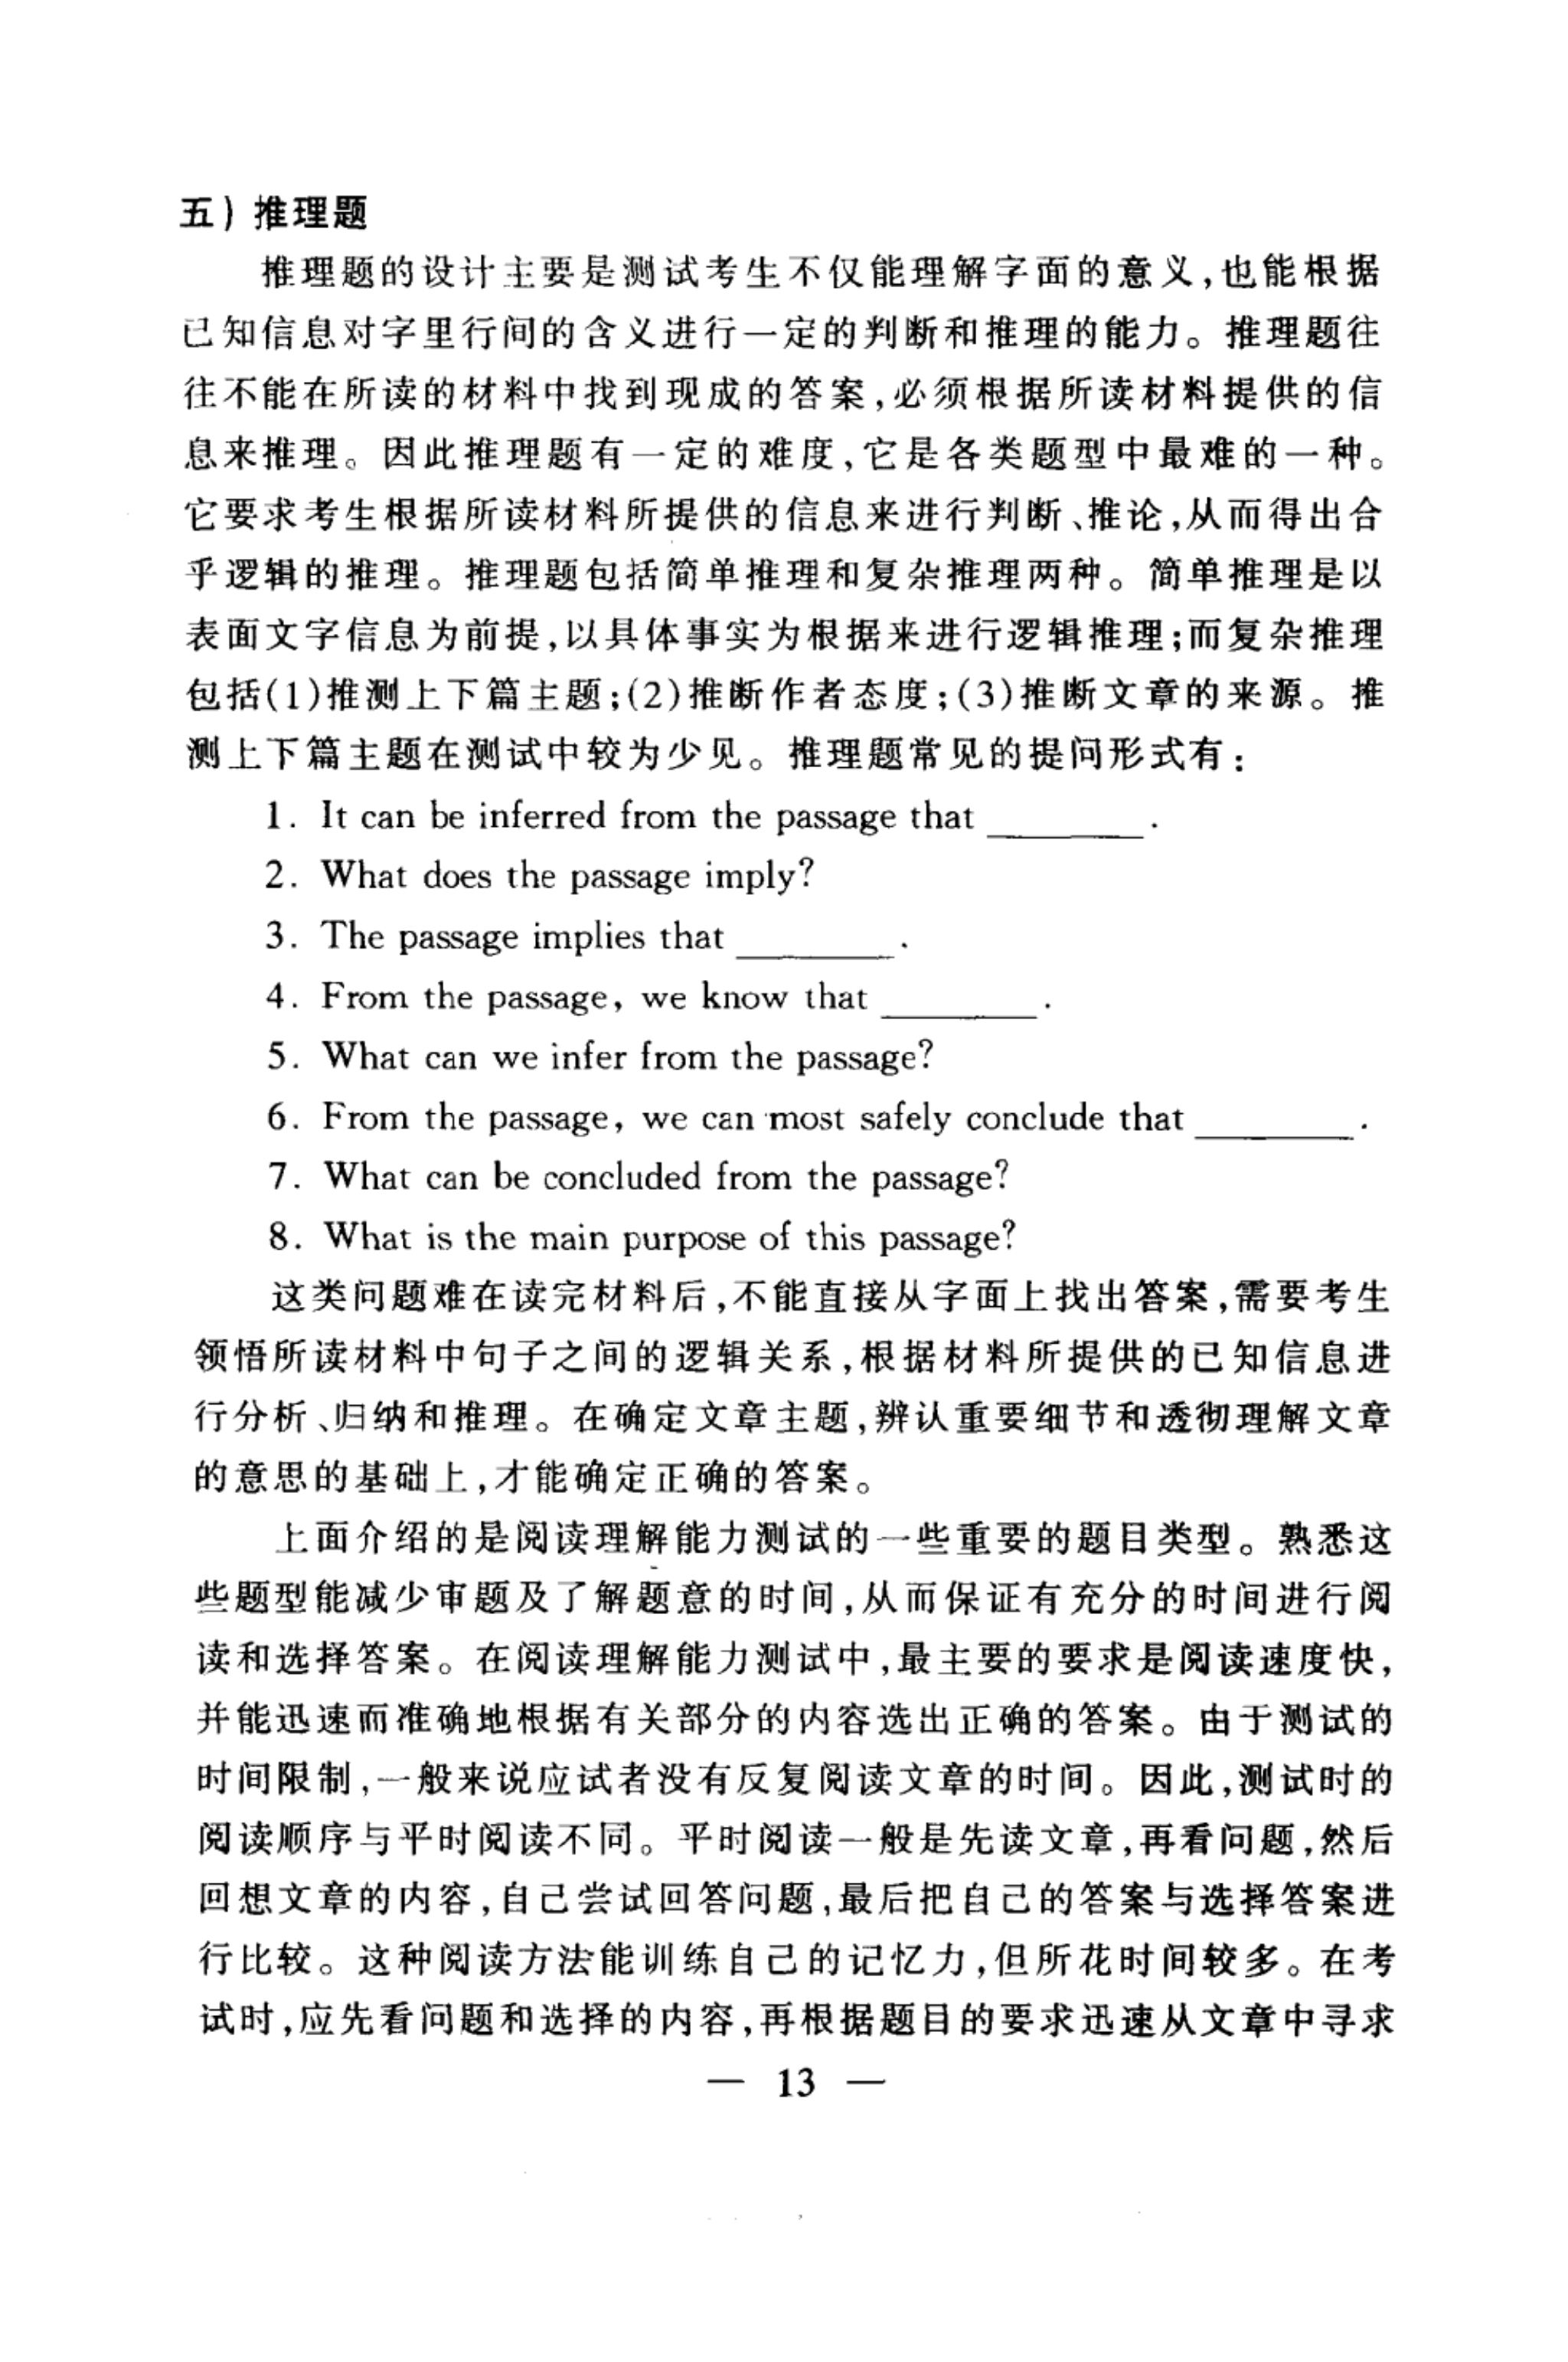 五）推理题
推理题的设计主要是测试考生不仅能理解字面的意义,也能根据
已知信息对字里行间的含义进行一定的判断和推理的能力。推理题往
往不能在所读的材料中找到现成的答案,必须根据所读材料提供的信
息来推理。因此推理题有一定的难度,它是各类题型中最难的一种。
它要求考生根据所读材料所提供的信息来进行判断、推论,从而得出合
乎逻辑的推理。推理题包括简单推理和复杂推理两种。简单推理是以
表面文字信息为前提,以具体事实为根据来进行逻辑推理;而复杂推理
包括(1)推测上下篇主题;(2)推断作者态度;(3)推断文章的来源。推
测上下篇主题在测试中较为少见。推理题常见的提问形式有:
1. It can be inferred from the passage that ________.
2. What does the passage imply?
3. The passage implies that ________.
4. From the passage, we know that ________.
5. What can we infer from the passage?
6. From the passage, we can most safely conclude that ________.
7. What can be concluded from the passage?
8. What is the main purpose of this passage?
这类问题难在读完材料后,不能直接从字面上找出答案,需要考生
领悟所读材料中句子之间的逻辑关系,根据材料所提供的已知信息进
行分析、归纳和推理。在确定文章主题,辨认重要细节和透彻理解文章
的意思的基础上,才能确定正确的答案。
上面介绍的是阅读理解能力测试的一些重要的题目类型。熟悉这
些题型能减少审题及了解题意的时间,从而保证有充分的时间进行阅
读和选择答案。在阅读理解能力测试中,最主要的要求是阅读速度快,
并能迅速而准确地根据有关部分的内容选出正确的答案。由于测试的
时间限制,一般来说应试者没有反复阅读文章的时间。因此,测试时的
阅读顺序与平时阅读不同。平时阅读一般是先读文章,再看问题,然后
回想文章的内容,自己尝试回答问题,最后把自己的答案与选择答案进
行比较。这种阅读方法能训练自己的记忆力,但所花时间较多。在考
试时,应先看问题和选择的内容,再根据题目的要求迅速从文章中寻求
— 13 —